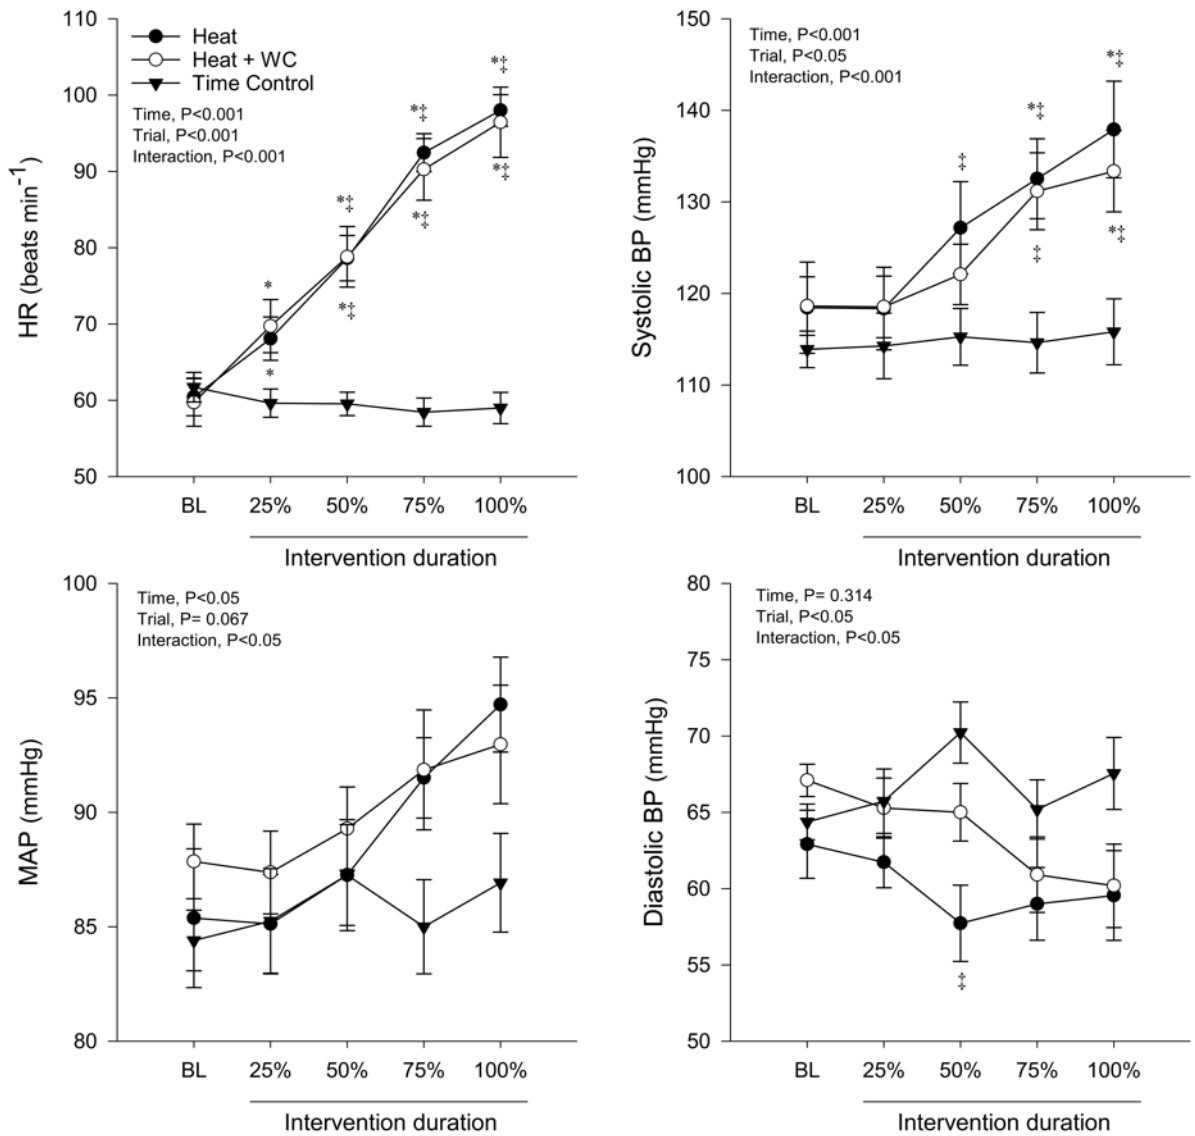 HR (beats min⁻¹)
110
100
90
80
70
60
50
Heat
Heat + WC
Time Control
Time, P<0.001
Trial, P<0.001
Interaction, P<0.001
*
*
*‡
*‡
*‡
*‡
*‡
*‡
BL 25% 50% 75% 100%
Intervention duration
Systolic BP (mmHg)
150
140
130
120
110
100
Time, P<0.001
Trial, P<0.05
Interaction, P<0.001
‡
*‡
‡
*‡
*‡
BL 25% 50% 75% 100%
Intervention duration
MAP (mmHg)
100
95
90
85
80
Time, P<0.05
Trial, P= 0.067
Interaction, P<0.05
BL 25% 50% 75% 100%
Intervention duration
Diastolic BP (mmHg)
80
70
65
60
55
50
Time, P= 0.314
Trial, P<0.05
Interaction, P<0.05
‡
BL 25% 50% 75% 100%
Intervention duration